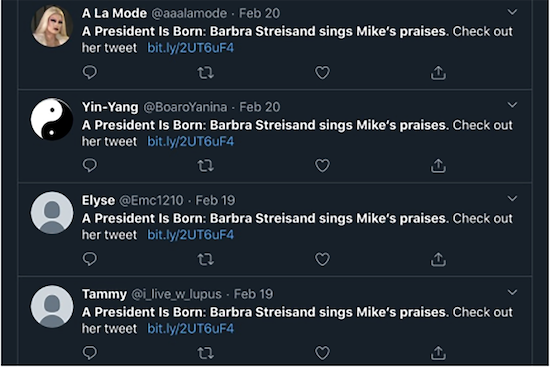 A La Mode @aaalamode · Feb 20
A President Is Born: Barbra Streisand sings Mike's praises. Check out
her tweet bit.ly/2UT6uF4
Yin-Yang @BoaroYanina · Feb 20
A President Is Born: Barbra Streisand sings Mike's praises. Check out
her tweet bit.ly/2UT6uF4
Elyse @Emc1210 · Feb 19
A President Is Born: Barbra Streisand sings Mike's praises. Check out
her tweet bit.ly/2UT6uF4
Tammy @i_live_w_lupus · Feb 19
A President Is Born: Barbra Streisand sings Mike's praises. Check out
her tweet bit.ly/2UT6uF4